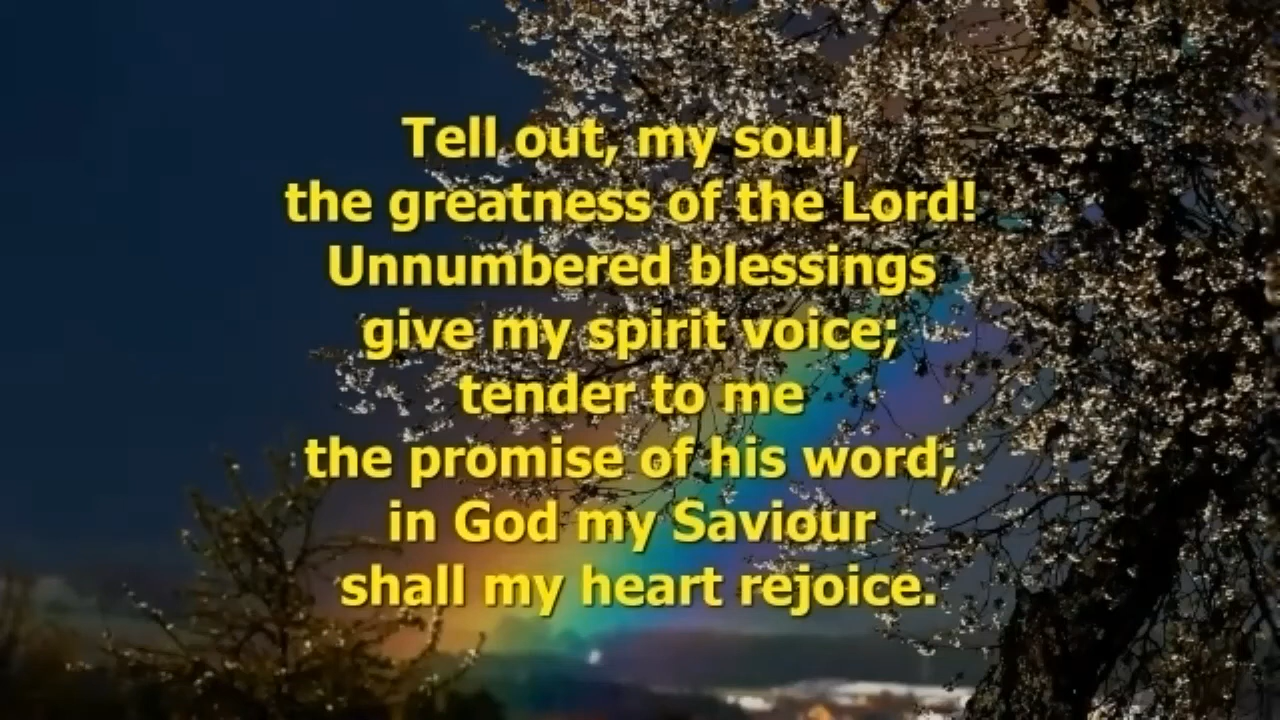 Tell out, my soul,
the greatness of the Lord!
Unnumbered blessings
give my spirit voice;
tender to me
the promise of his word;
in God my Saviour
shall my heart rejoice.